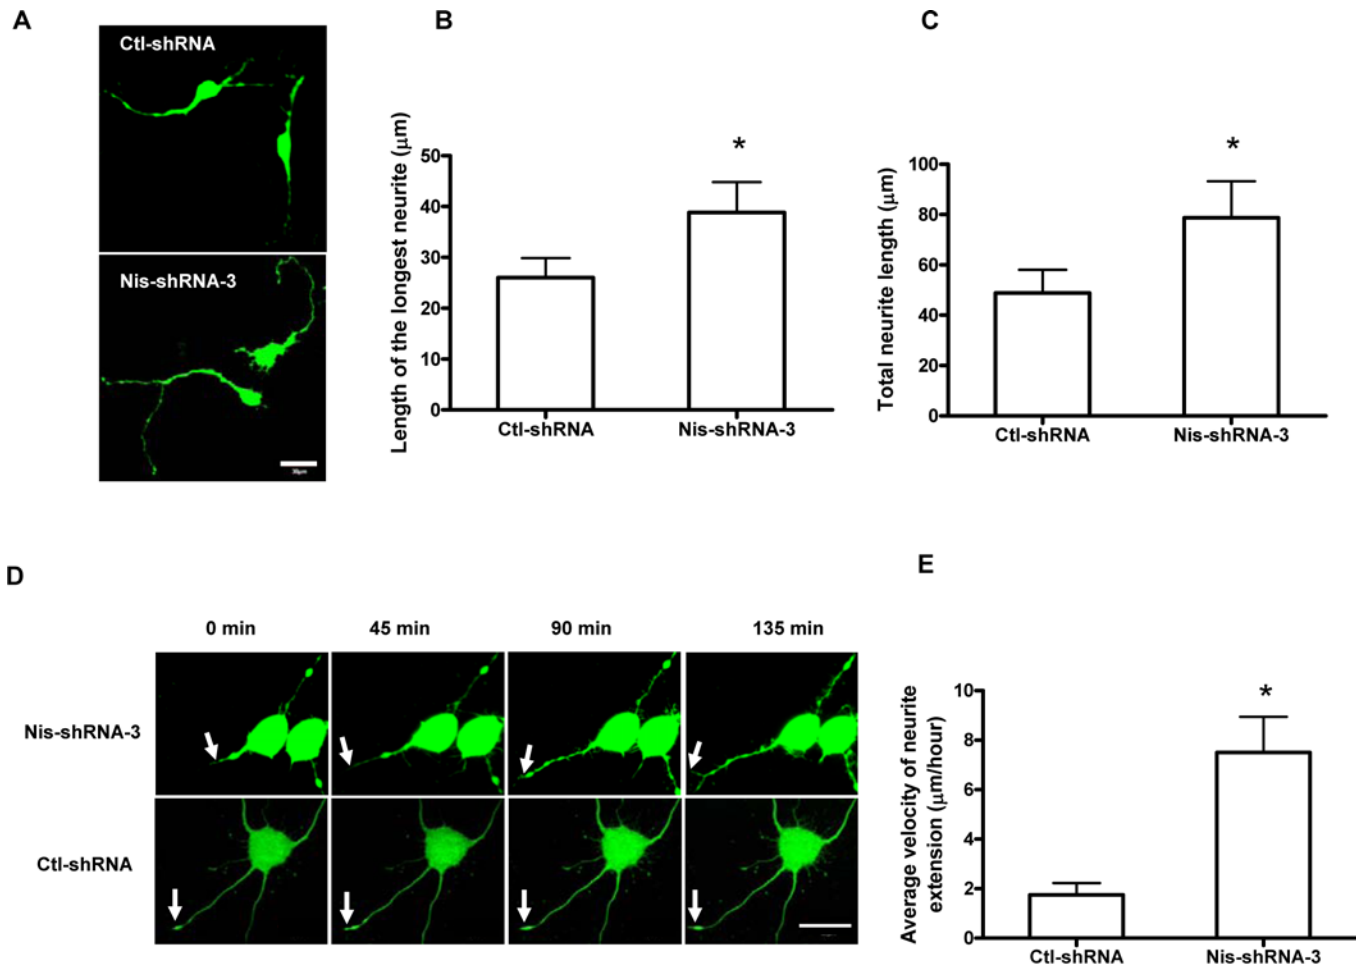 A
Ctl-shRNA
Nis-shRNA-3
B
Length of the longest neurite (μm)
50
40
30
20
10
0
*
Ctl-shRNA
Nis-shRNA-3
C
Total neurite length (μm)
100
80
60
40
20
0
*
Ctl-shRNA
Nis-shRNA-3
D
0 min
45 min
90 min
135 min
Nis-shRNA-3
Ctl-shRNA
E
Average velocity of neurite
extension (μm/hour)
10
8
6
4
2
0
*
Ctl-shRNA
Nis-shRNA-3